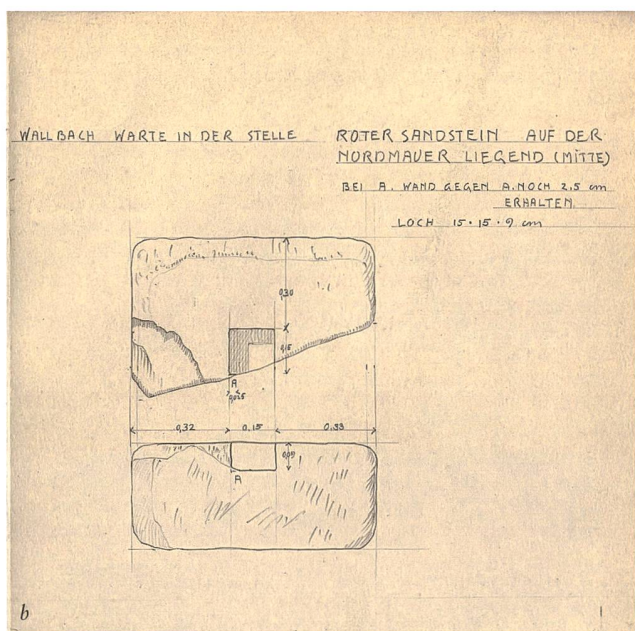 WALLBACH WARTE IN DER STELLE
ROTER SANDSTEIN AUF DER
NORDMAUER LIEGEND (MITTE)
BEI A. WAND GEGEN A. NOCH 2,5 cm
ERHALTEN.
LOCH 15·15·9 cm
0,30
0,15
A
0,025
0,32 0,15 0,33
0,09
A
b